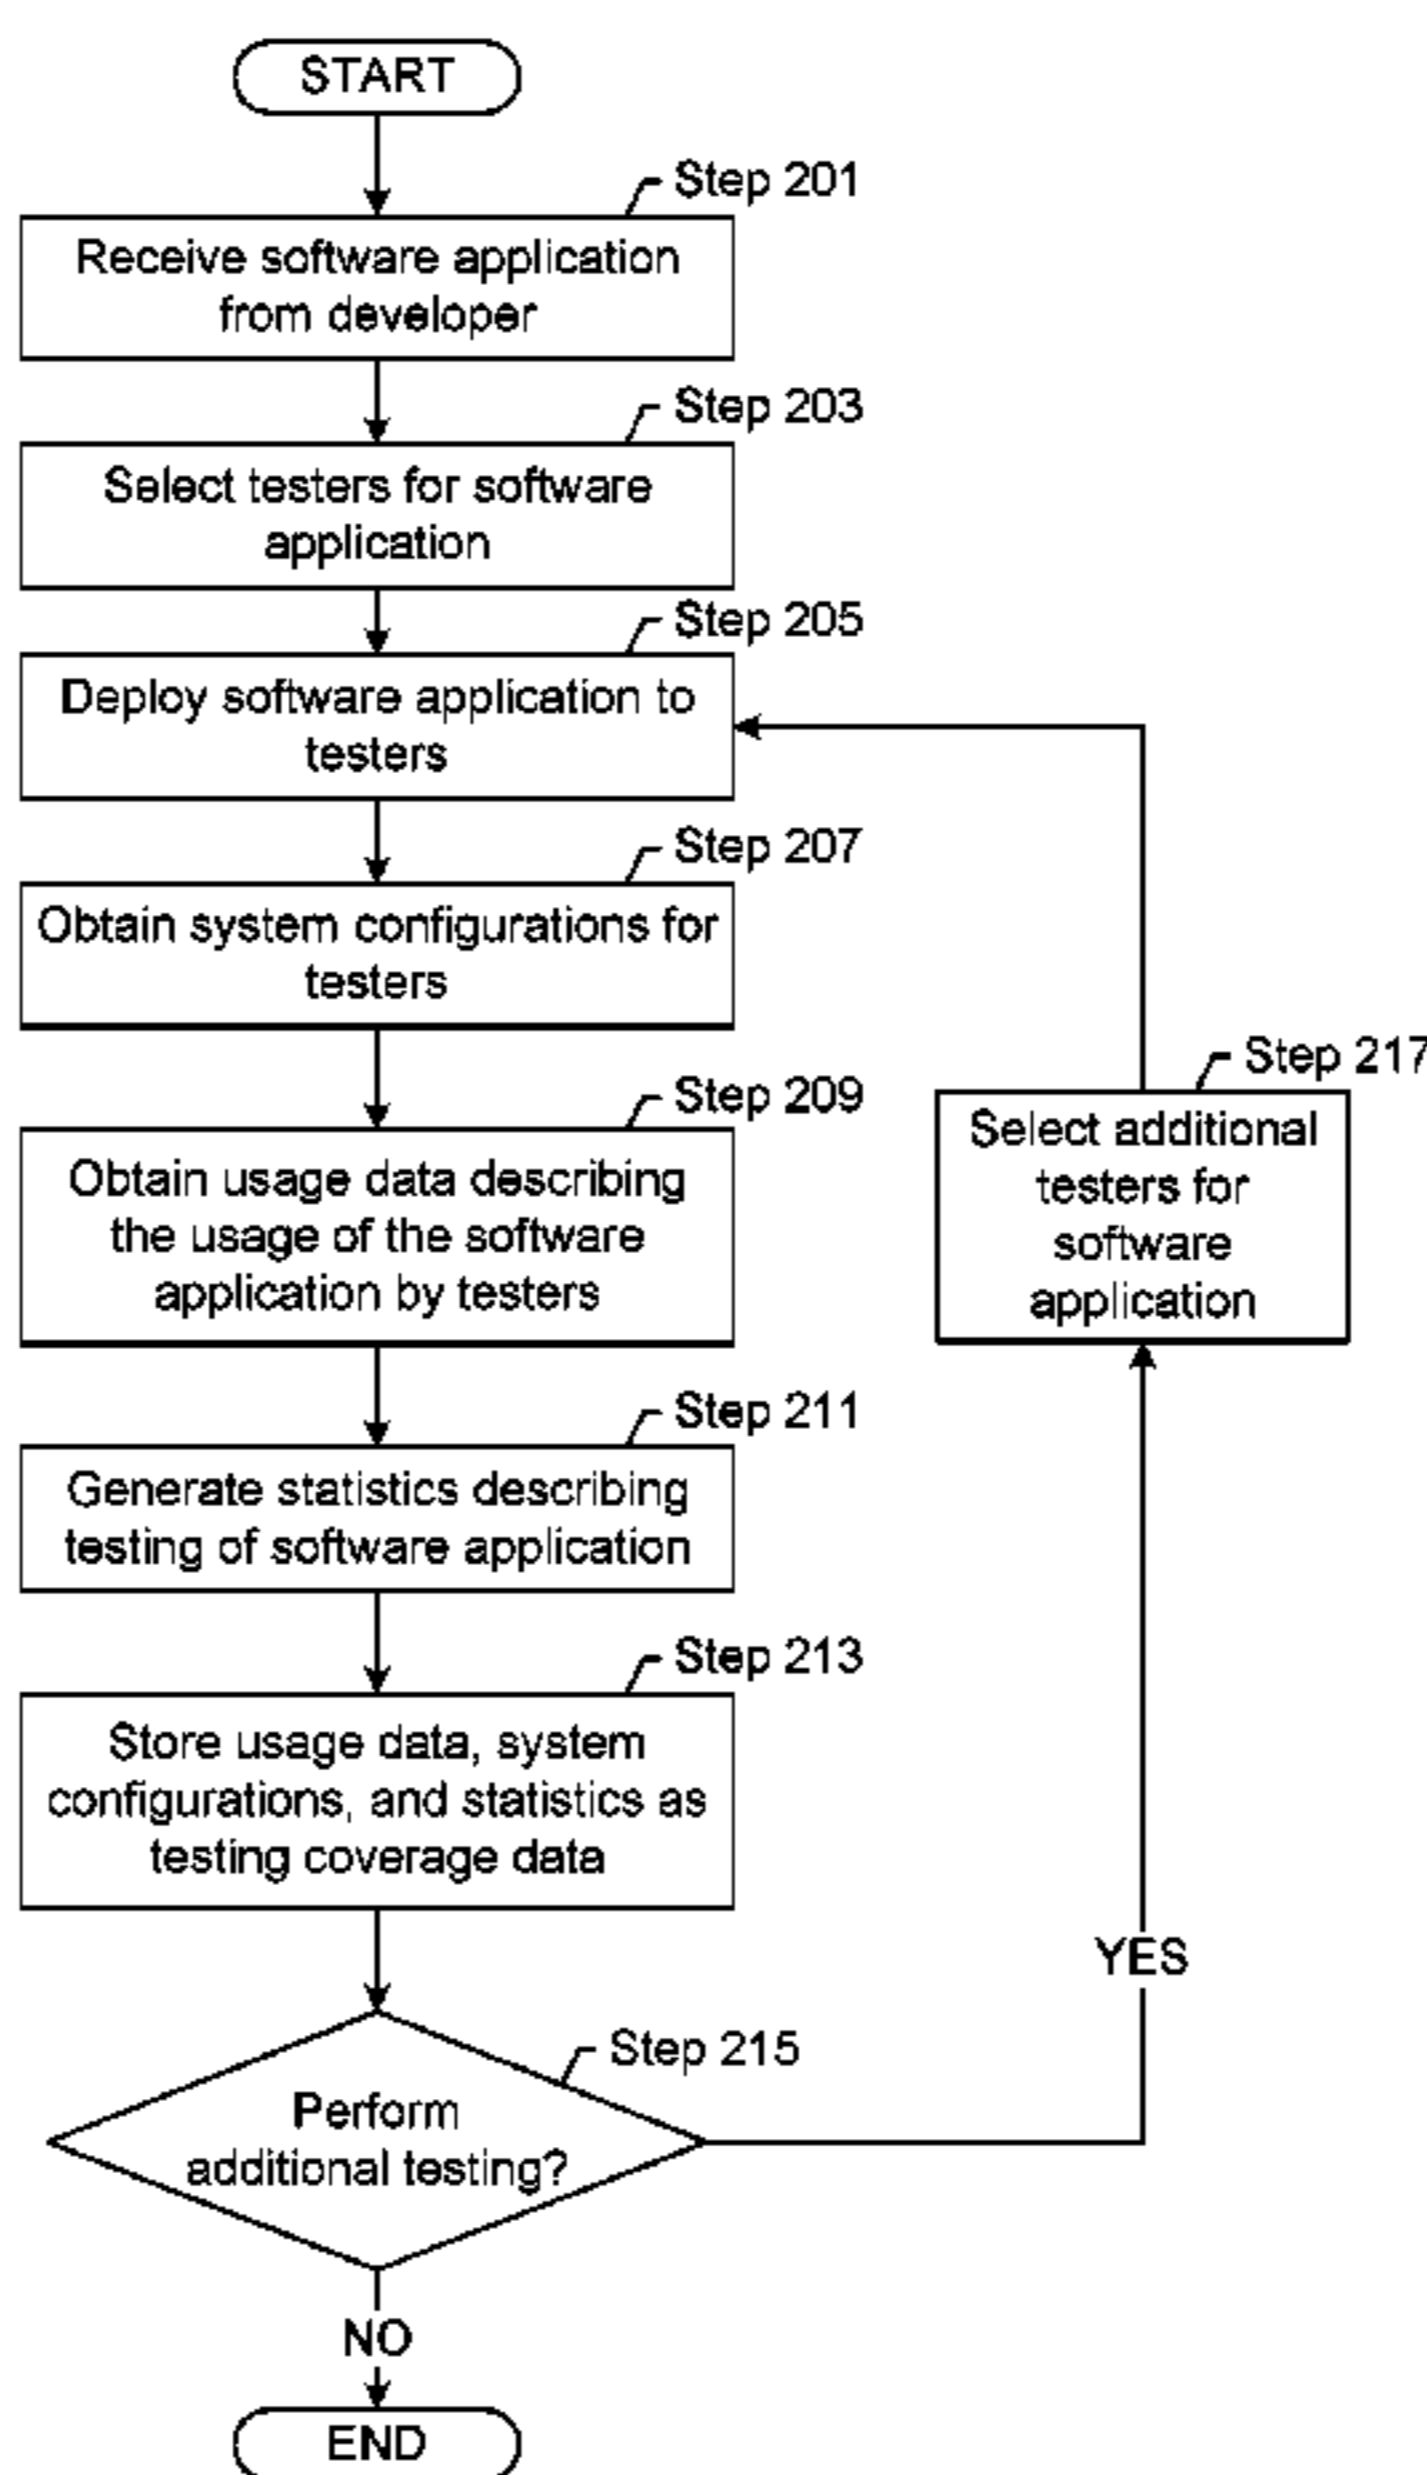 START
Step 201
Receive software application
from developer
Step 203
Select testers for software
application
Step 205
Deploy software application to
testers
Step 207
Obtain system configurations for
testers
Step 209
Obtain usage data describing
the usage of the software
application by testers
Step 217
Select additional
testers for
software
application
Step 211
Generate statistics describing
testing of software application
Step 213
Store usage data, system
configurations, and statistics as
testing coverage data
YES
Step 215
Perform
additional testing?
NO
END